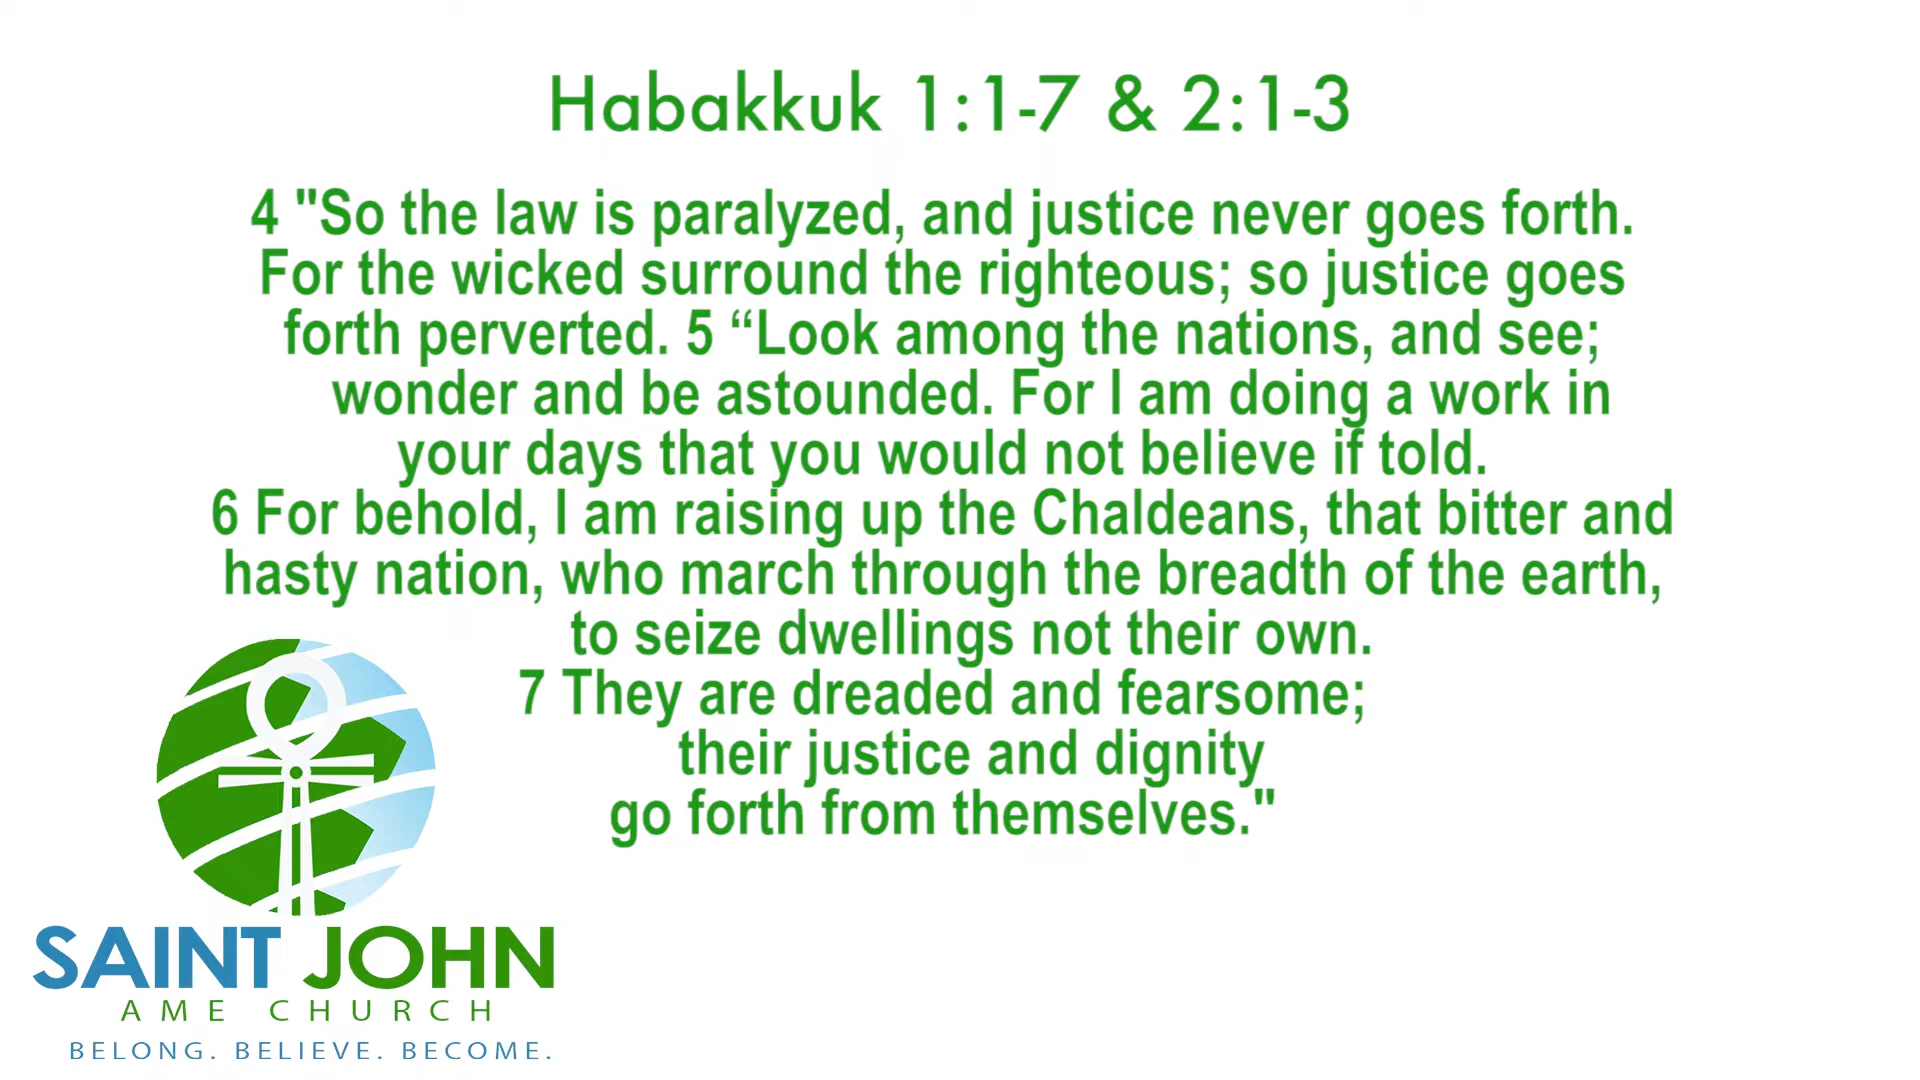 Habakkuk 1:1-7 & 2:1-3
4 "So the law is paralyzed, and justice never goes forth.
For the wicked surround the righteous; so justice goes
forth perverted. 5 “Look among the nations, and see;
wonder and be astounded. For I am doing a work in
your days that you would not believe if told.
6 For behold, I am raising up the Chaldeans, that bitter and
hasty nation, who march through the breadth of the earth,
to seize dwellings not their own.
7 They are dreaded and fearsome;
their justice and dignity
go forth from themselves."
SAINT JOHN
AME CHURCH
BELONG. BELIEVE. BECOME.